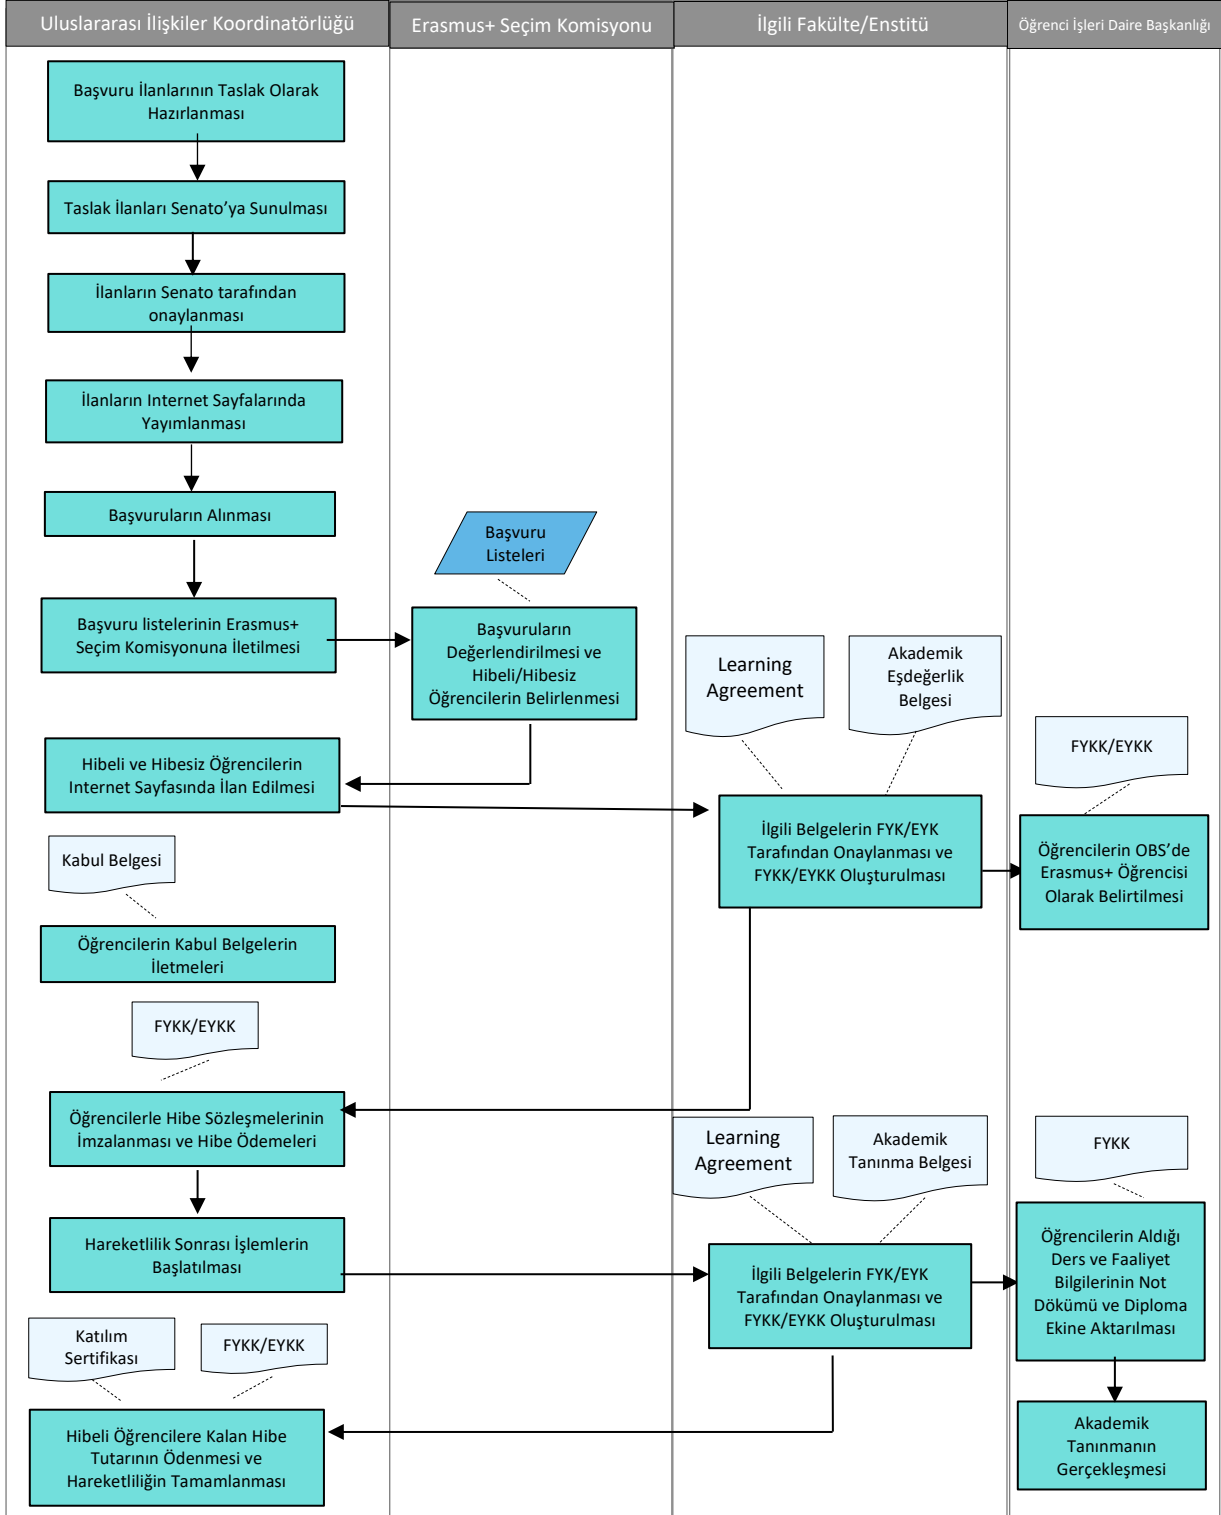 Uluslararası İlişkiler Koordinatörlüğü
Erasmus+ Seçim Komisyonu
İlgili Fakülte/Enstitü
Öğrenci İşleri Daire Başkanlığı
Başvuru İlanlarının Taslak Olarak
Hazırlanması
Taslak İlanları Senato’ya Sunulması
İlanların Senato tarafından
onaylanması
İlanların Internet Sayfalarında
Yayımlanması
Başvuruların Alınması
Başvuru
Listeleri
Başvuru listelerinin Erasmus+
Seçim Komisyonuna İletilmesi
Başvuruların
Değerlendirilmesi ve
Hibeli/Hibesiz
Öğrencilerin Belirlenmesi
Learning
Agreement
Akademik
Eşdeğerlik
Belgesi
FYKK/EYKK
Hibeli ve Hibesiz Öğrencilerin
Internet Sayfasında İlan Edilmesi
İlgili Belgelerin FYK/EYK
Tarafından Onaylanması ve
FYKK/EYKK Oluşturulması
Öğrencilerin OBS’de
Erasmus+ Öğrencisi
Olarak Belirtilmesi
Kabul Belgesi
Öğrencilerin Kabul Belgelerin
İletmeleri
FYKK/EYKK
Öğrencilerle Hibe Sözleşmelerinin
İmzalanması ve Hibe Ödemeleri
Learning
Agreement
Akademik
Tanınma Belgesi
FYKK
Hareketlilik Sonrası İşlemlerin
Başlatılması
İlgili Belgelerin FYK/EYK
Tarafından Onaylanması ve
FYKK/EYKK Oluşturulması
Öğrencilerin Aldığı
Ders ve Faaliyet
Bilgilerinin Not
Dökümü ve Diploma
Ekine Aktarılması
Katılım
Sertifikası
FYKK/EYKK
Hibeli Öğrencilere Kalan Hibe
Tutarının Ödenmesi ve
Hareketliliğin Tamamlanması
Akademik
Tanınmanın
Gerçekleşmesi